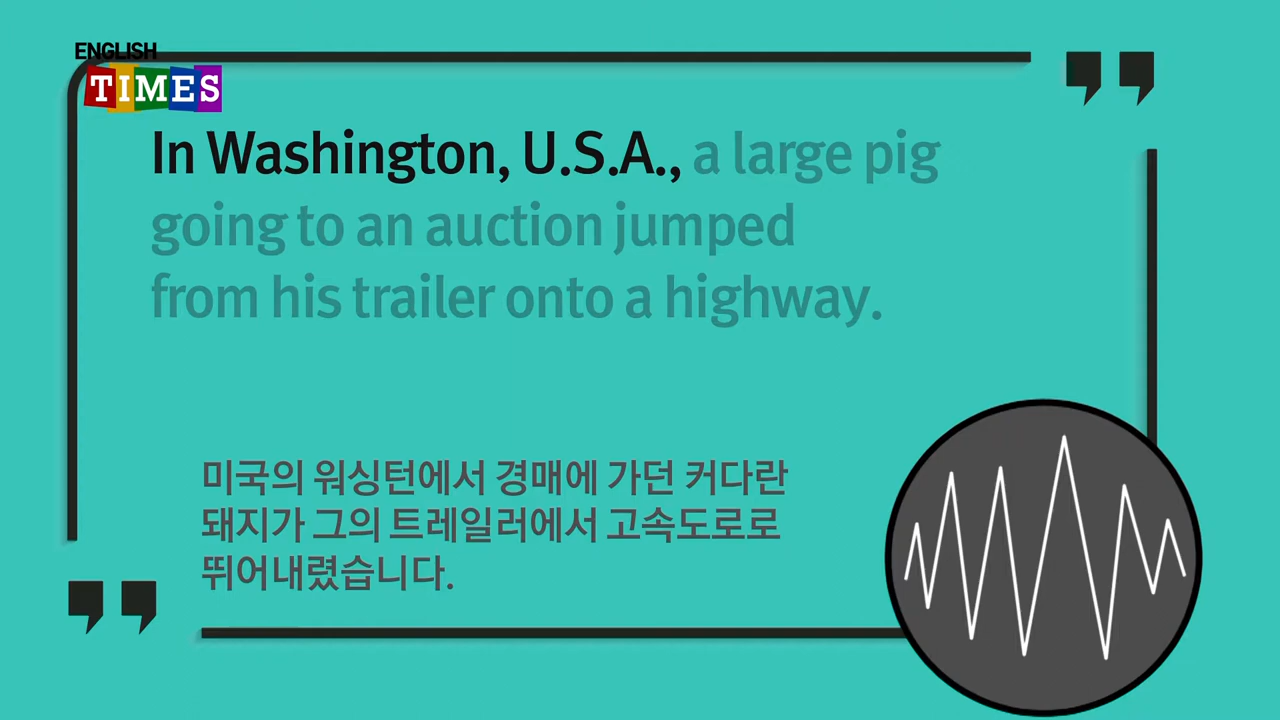 ENGLISH
TIMES
In Washington, U.S.A., a large pig
going to an auction jumped
from his trailer onto a highway.
미국의 워싱턴에서 경매에 가던 커다란
돼지가 그의 트레일러에서 고속도로로
뛰어내렸습니다.